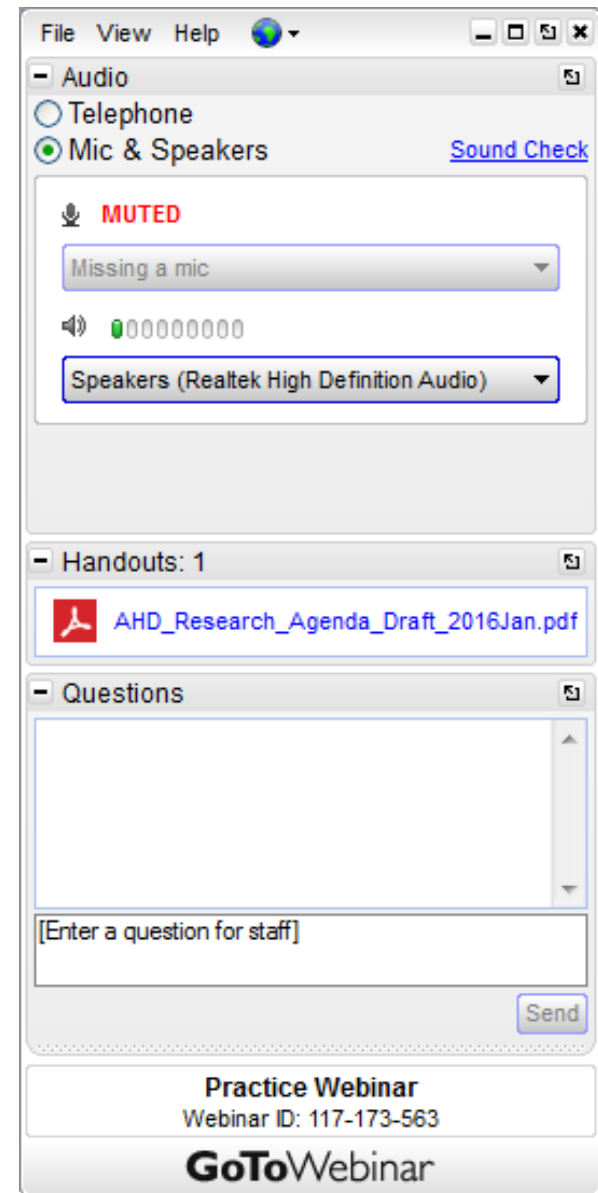 File View Help
Audio
Telephone
Mic & Speakers Sound Check
MUTED
Missing a mic
Speakers (Realtek High Definition Audio)
Handouts: 1
AHD_Research_Agenda_Draft_2016Jan.pdf
Questions
[Enter a question for staff]
Send
Practice Webinar
Webinar ID: 117-173-563
GoToWebinar